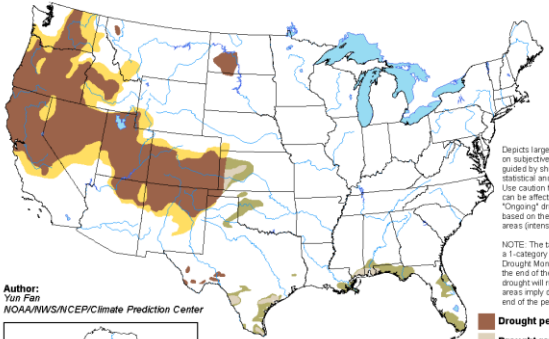 Depicts large
on subjective
guided by sh
statistical and
Use caution f
can be affect
"Ongoing" dr
based on the
areas (intens
NOTE: The t
a 1-category
Drought Mon
the end of the
drought will r
areas imply d
end of the pe
Author:
Yun Fan
NOAA/NWS/NCEP/Climate Prediction Center
Drought pe